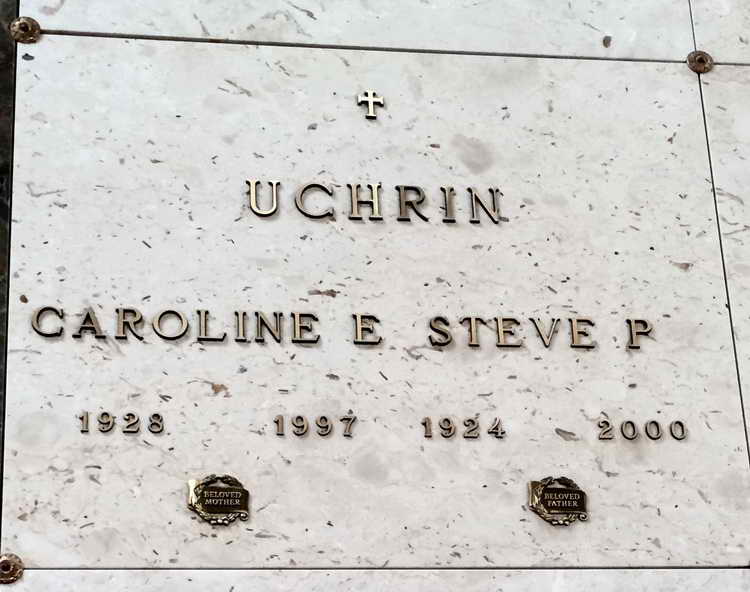 UCHRIN
CAROLINE E STEVE P
1928 1997 1924 2000
BELOVED
MOTHER
BELOVED
FATHER